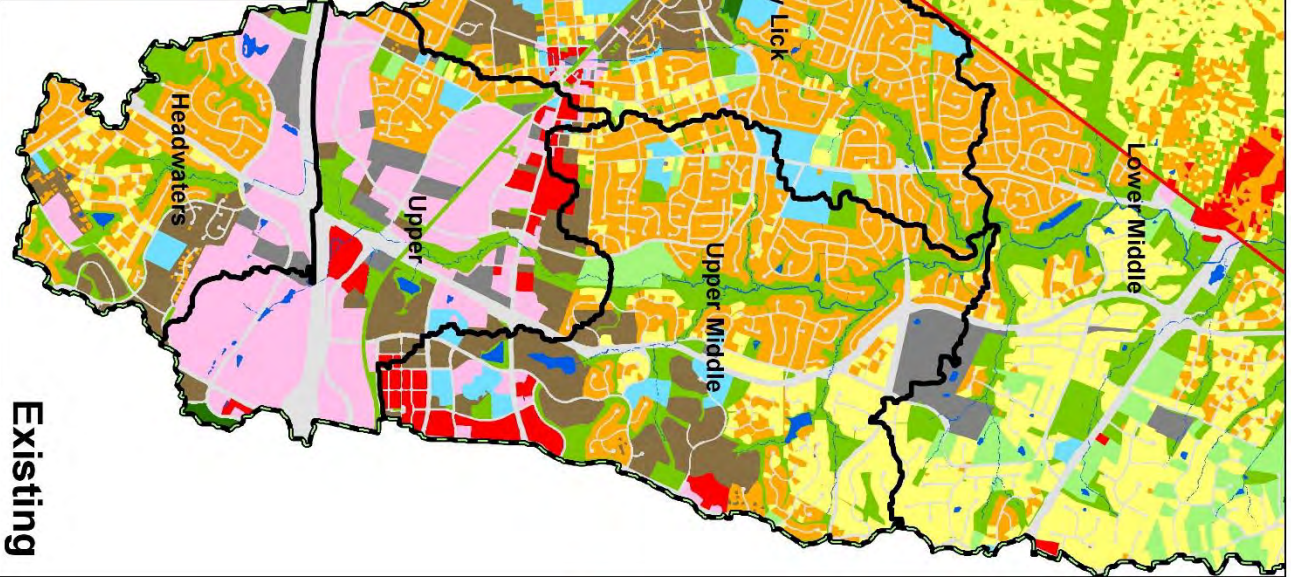 Lick
Lower Middle
Headwaters
Upper
Upper Middle
Existing